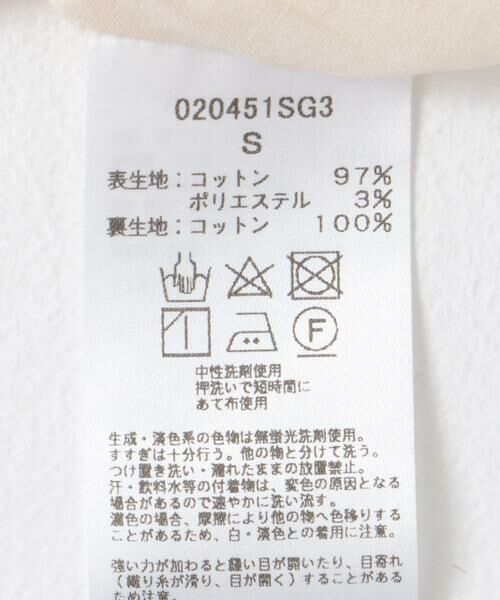 020451SG3
S
表生地：コットン 97%
ポリエステル 3%
裏生地：コットン 100%
F
中性洗剤使用
押洗いで短時間に
あて布使用
生成・淡色系の色物は無蛍光洗剤使用。
すすぎは十分行う。他の物と分けて洗う。
つけ置き洗い・濡れたままの放置禁止。
汗・飲料水等の付着物は、変色の原因となる
場合があるので速やかに洗い流す。
濃色の場合、摩擦により他の物へ色移りする
ことがあるため、白・淡色との着用に注意。
強い力が加わると縫い目が開いたり、目寄れ
（織り糸が滑り、目が開く）することがある
ため注意。